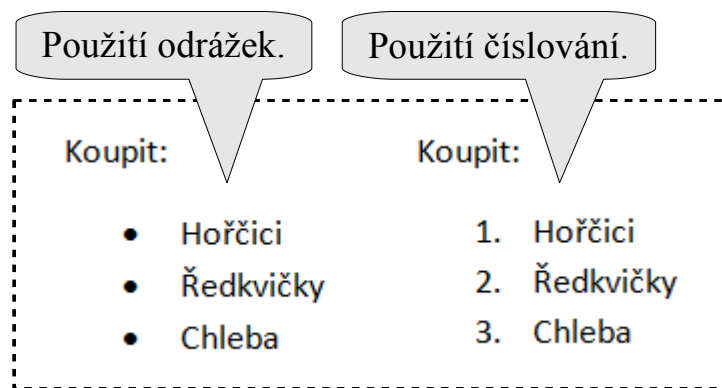 Použití odrážek.
Použití číslování.
Koupit:
• Hořčici
• Ředkvičky
• Chleba
Koupit:
1. Hořčici
2. Ředkvičky
3. Chleba